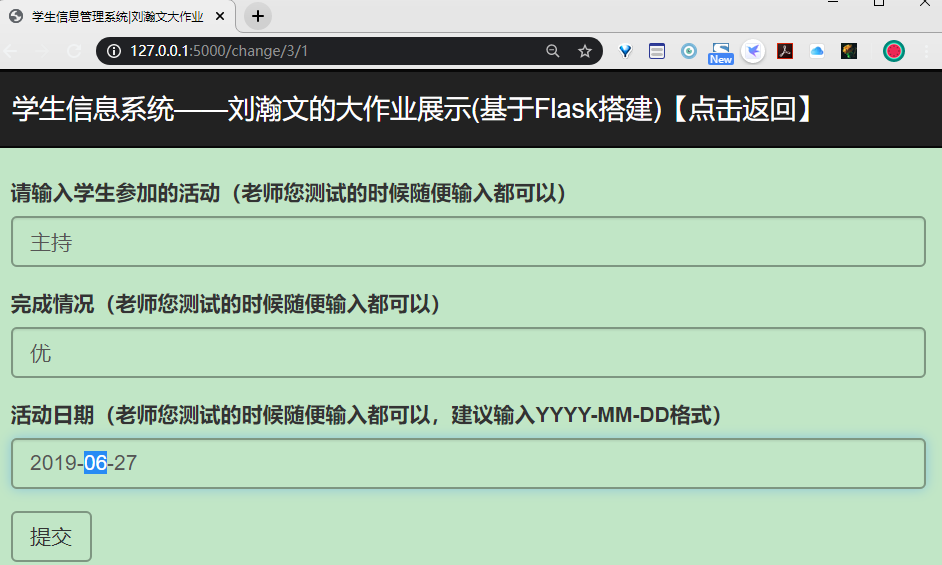 学生信息管理系统|刘瀚文大作业
127.0.0.1:5000/change/3/1
New
学生信息系统——刘瀚文的大作业展示(基于Flask搭建)【点击返回】
请输入学生参加的活动（老师您测试的时候随便输入都可以）
主持
完成情况（老师您测试的时候随便输入都可以）
优
活动日期（老师您测试的时候随便输入都可以，建议输入YYYY-MM-DD格式）
2019-06-27
提交